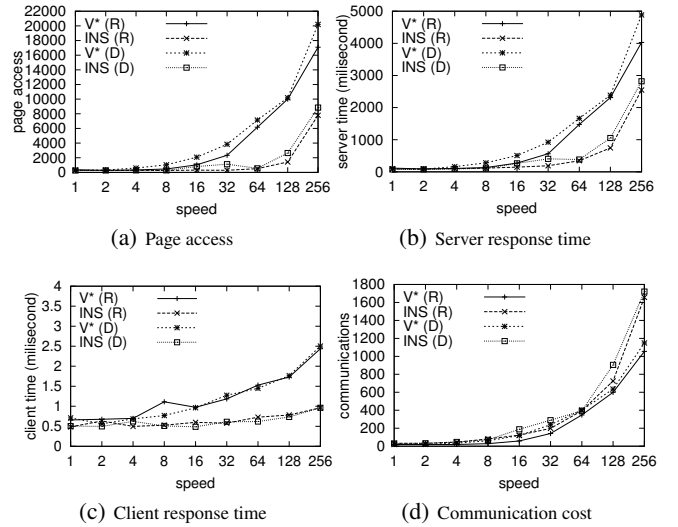 22000
20000
18000
16000
14000
12000
10000
8000
6000
4000
2000
0
page access
V* (R)
INS (R)
V* (D)
INS (D)
1 2 4 8 16 32 64 128 256
speed
(a) Page access
5000
4000
3000
2000
1000
0
server time (milisecond)
V* (R)
INS (R)
V* (D)
INS (D)
1 2 4 8 16 32 64 128 256
speed
(b) Server response time
4
3.5
3
2.5
2
1.5
1
0.5
0
client time (milisecond)
V* (R)
INS (R)
V* (D)
INS (D)
1 2 4 8 16 32 64 128 256
speed
(c) Client response time
1800
1600
1400
1200
1000
800
600
400
200
0
communications
V* (R)
INS (R)
V* (D)
INS (D)
1 2 4 8 16 32 64 128 256
speed
(d) Communication cost